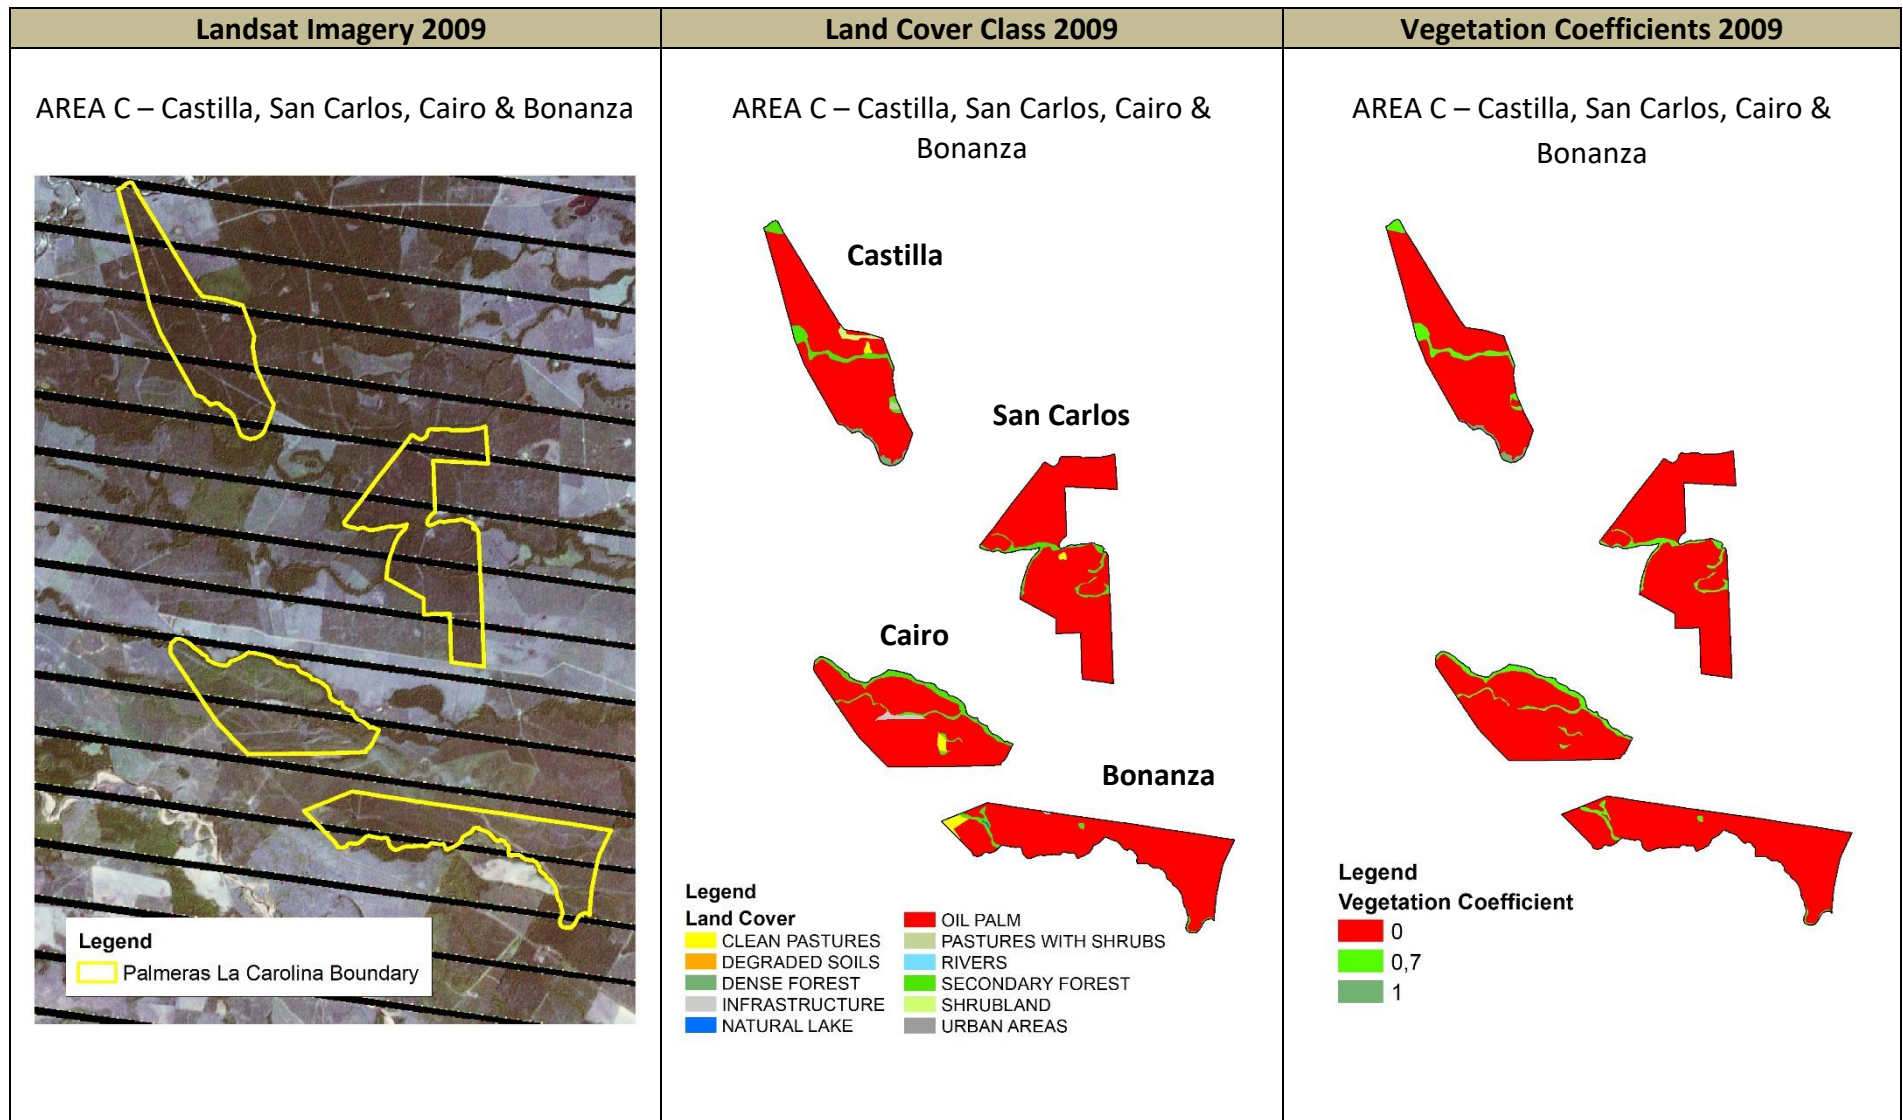 Landsat Imagery 2009
Land Cover Class 2009
Vegetation Coefficients 2009
AREA C – Castilla, San Carlos, Cairo & Bonanza
Legend
Palmeras La Carolina Boundary
AREA C – Castilla, San Carlos, Cairo &
Bonanza
Castilla
San Carlos
Cairo
Bonanza
Legend
Land Cover
CLEAN PASTURES
DEGRADED SOILS
DENSE FOREST
INFRASTRUCTURE
NATURAL LAKE
OIL PALM
PASTURES WITH SHRUBS
RIVERS
SECONDARY FOREST
SHRUBLAND
URBAN AREAS
AREA C – Castilla, San Carlos, Cairo &
Bonanza
Legend
Vegetation Coefficient
0
0,7
1